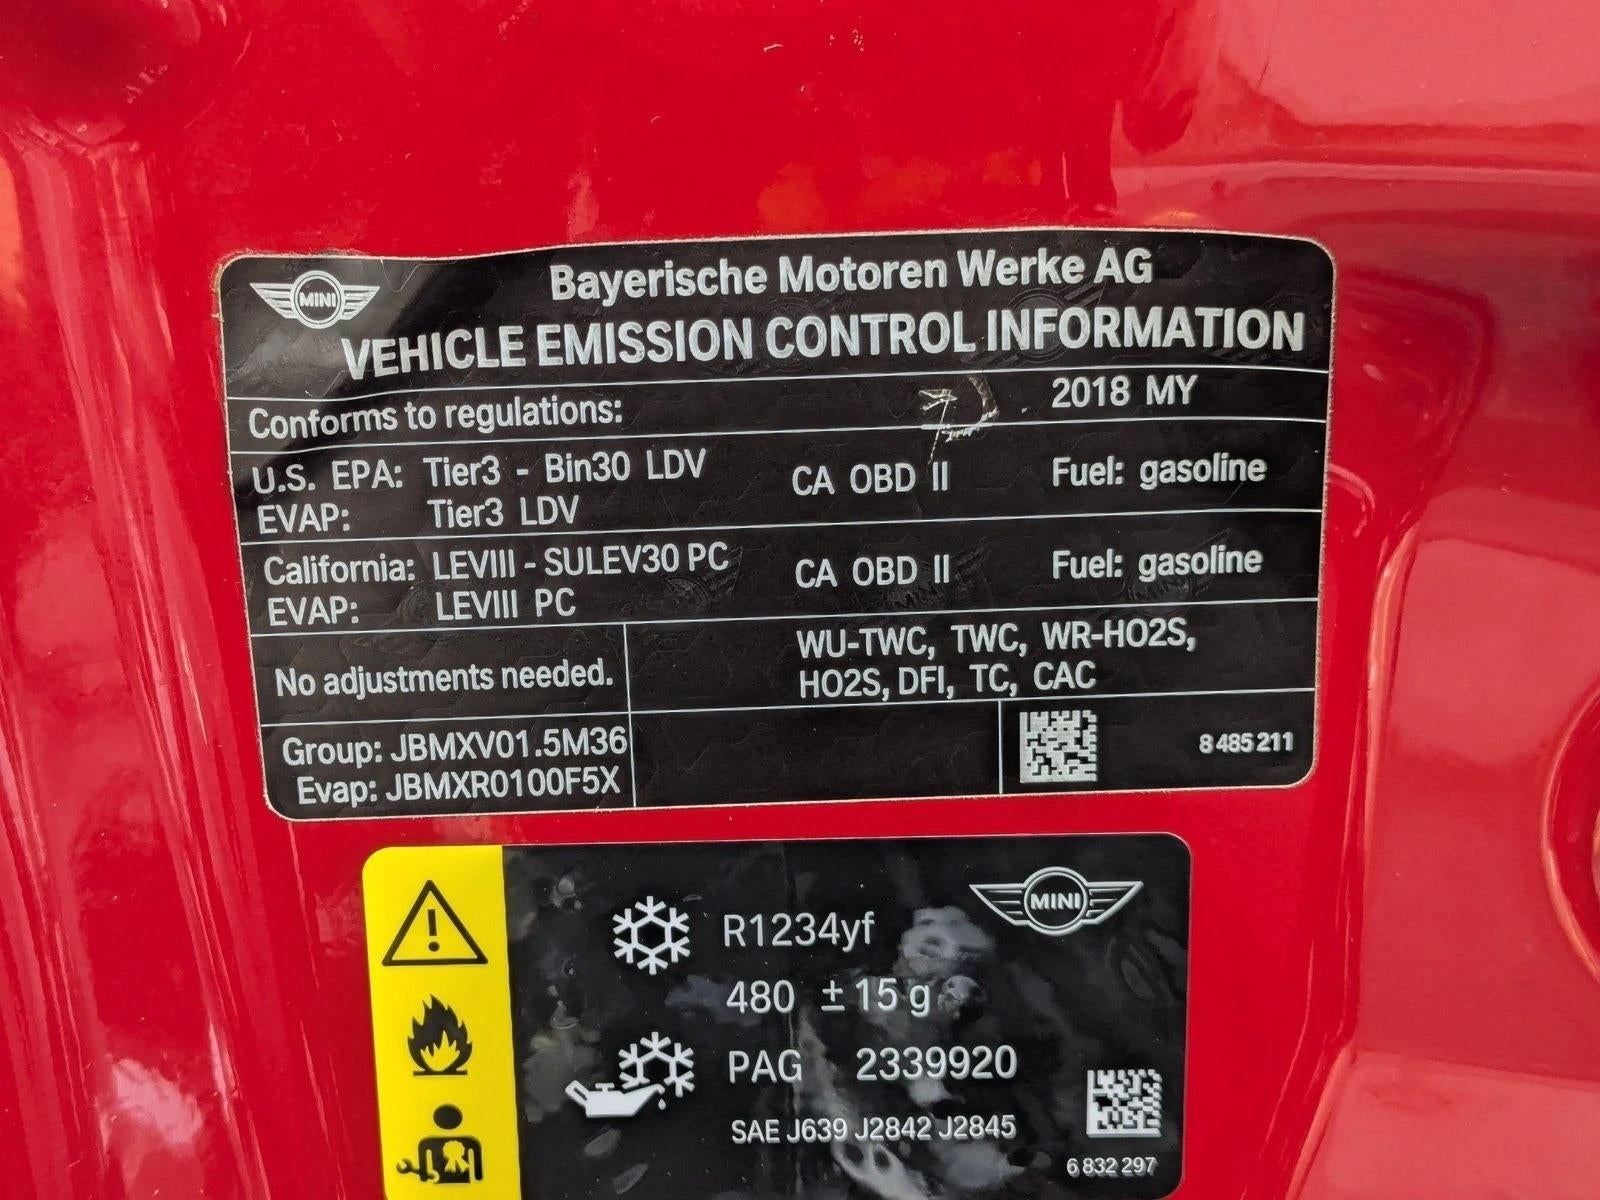 MINI
Bayerische Motoren Werke AG
VEHICLE EMISSION CONTROL INFORMATION
Conforms to regulations: 2018 MY
U.S. EPA: Tier3 - Bin30 LDV CA OBD II Fuel: gasoline
EVAP: Tier3 LDV
California: LEVIII - SULEV30 PC CA OBD II Fuel: gasoline
EVAP: LEVIII PC
No adjustments needed.
WU-TWC, TWC, WR-HO2S,
HO2S, DFI, TC, CAC
Group: JBMXV01.5M36
Evap: JBMXR0100F5X
8 485 211
MINI
R1234yf
480 ± 15 g
PAG 2339920
SAE J639 J2842 J2845
6 832 297